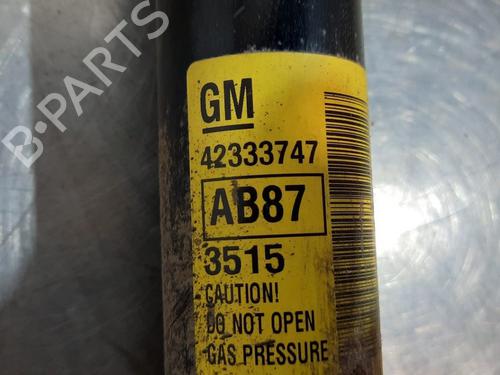 B-PARTS
GM
42333747
AB87
3515
CAUTION!
DO NOT OPEN
GAS PRESSURE